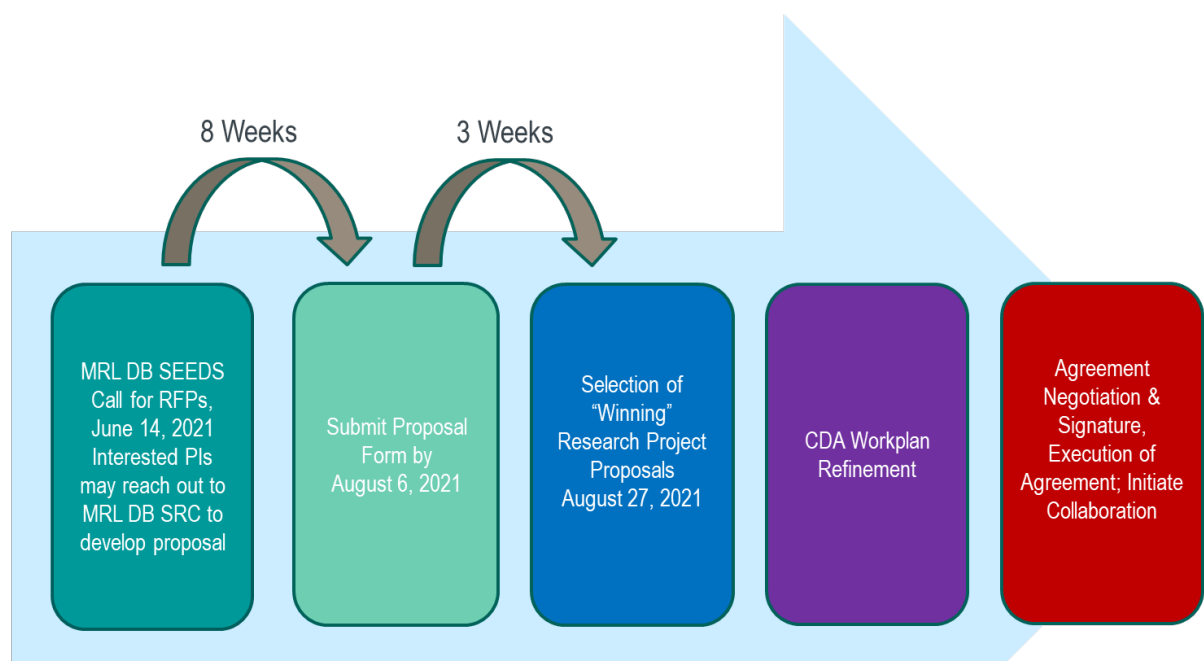 8 Weeks
3 Weeks
MRL DB SEEDS
Call for RFPs,
June 14, 2021
Interested PIs
may reach out to
MRL DB SRC to
develop proposal
Submit Proposal
Form by
August 6, 2021
Selection of
“Winning”
Research Project
Proposals
August 27, 2021
CDA Workplan
Refinement
Agreement
Negotiation &
Signature,
Execution of
Agreement; Initiate
Collaboration